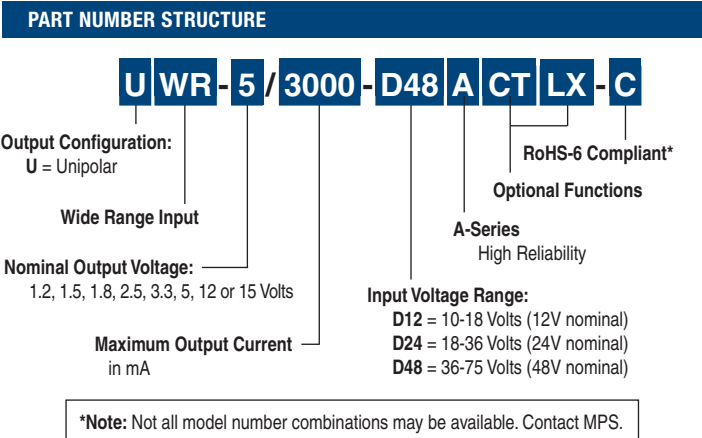 PART NUMBER STRUCTURE
U WR - 5 / 3000 - D48 A CT LX - C
Output Configuration:
U = Unipolar
RoHS-6 Compliant*
Optional Functions
Wide Range Input
A-Series
High Reliability
Nominal Output Voltage:
1.2, 1.5, 1.8, 2.5, 3.3, 5, 12 or 15 Volts
Input Voltage Range:
D12 = 10-18 Volts (12V nominal)
D24 = 18-36 Volts (24V nominal)
D48 = 36-75 Volts (48V nominal)
Maximum Output Current
in mA
*Note: Not all model number combinations may be available. Contact MPS.